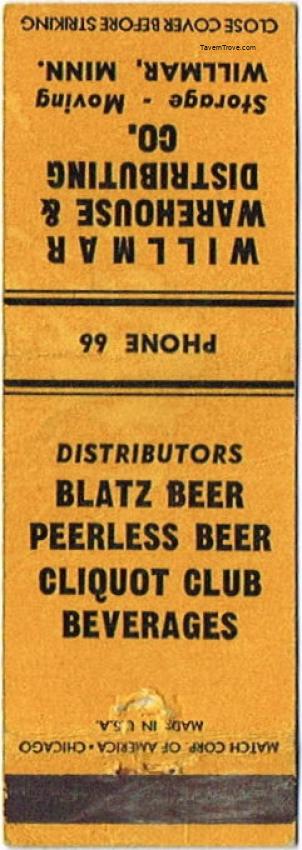 CLOSE COVER BEFORE STRIKING
TavernTrove.com
WILLMAR
WAREHOUSE &
DISTRIBUTING
CO.
Storage - Moving
WILLMAR, MINN.
PHONE 66
DISTRIBUTORS
BLATZ BEER
PEERLESS BEER
CLIQUOT CLUB
BEVERAGES
MATCH CORP. OF AMERICA • CHICAGO
MADE IN U.S.A.